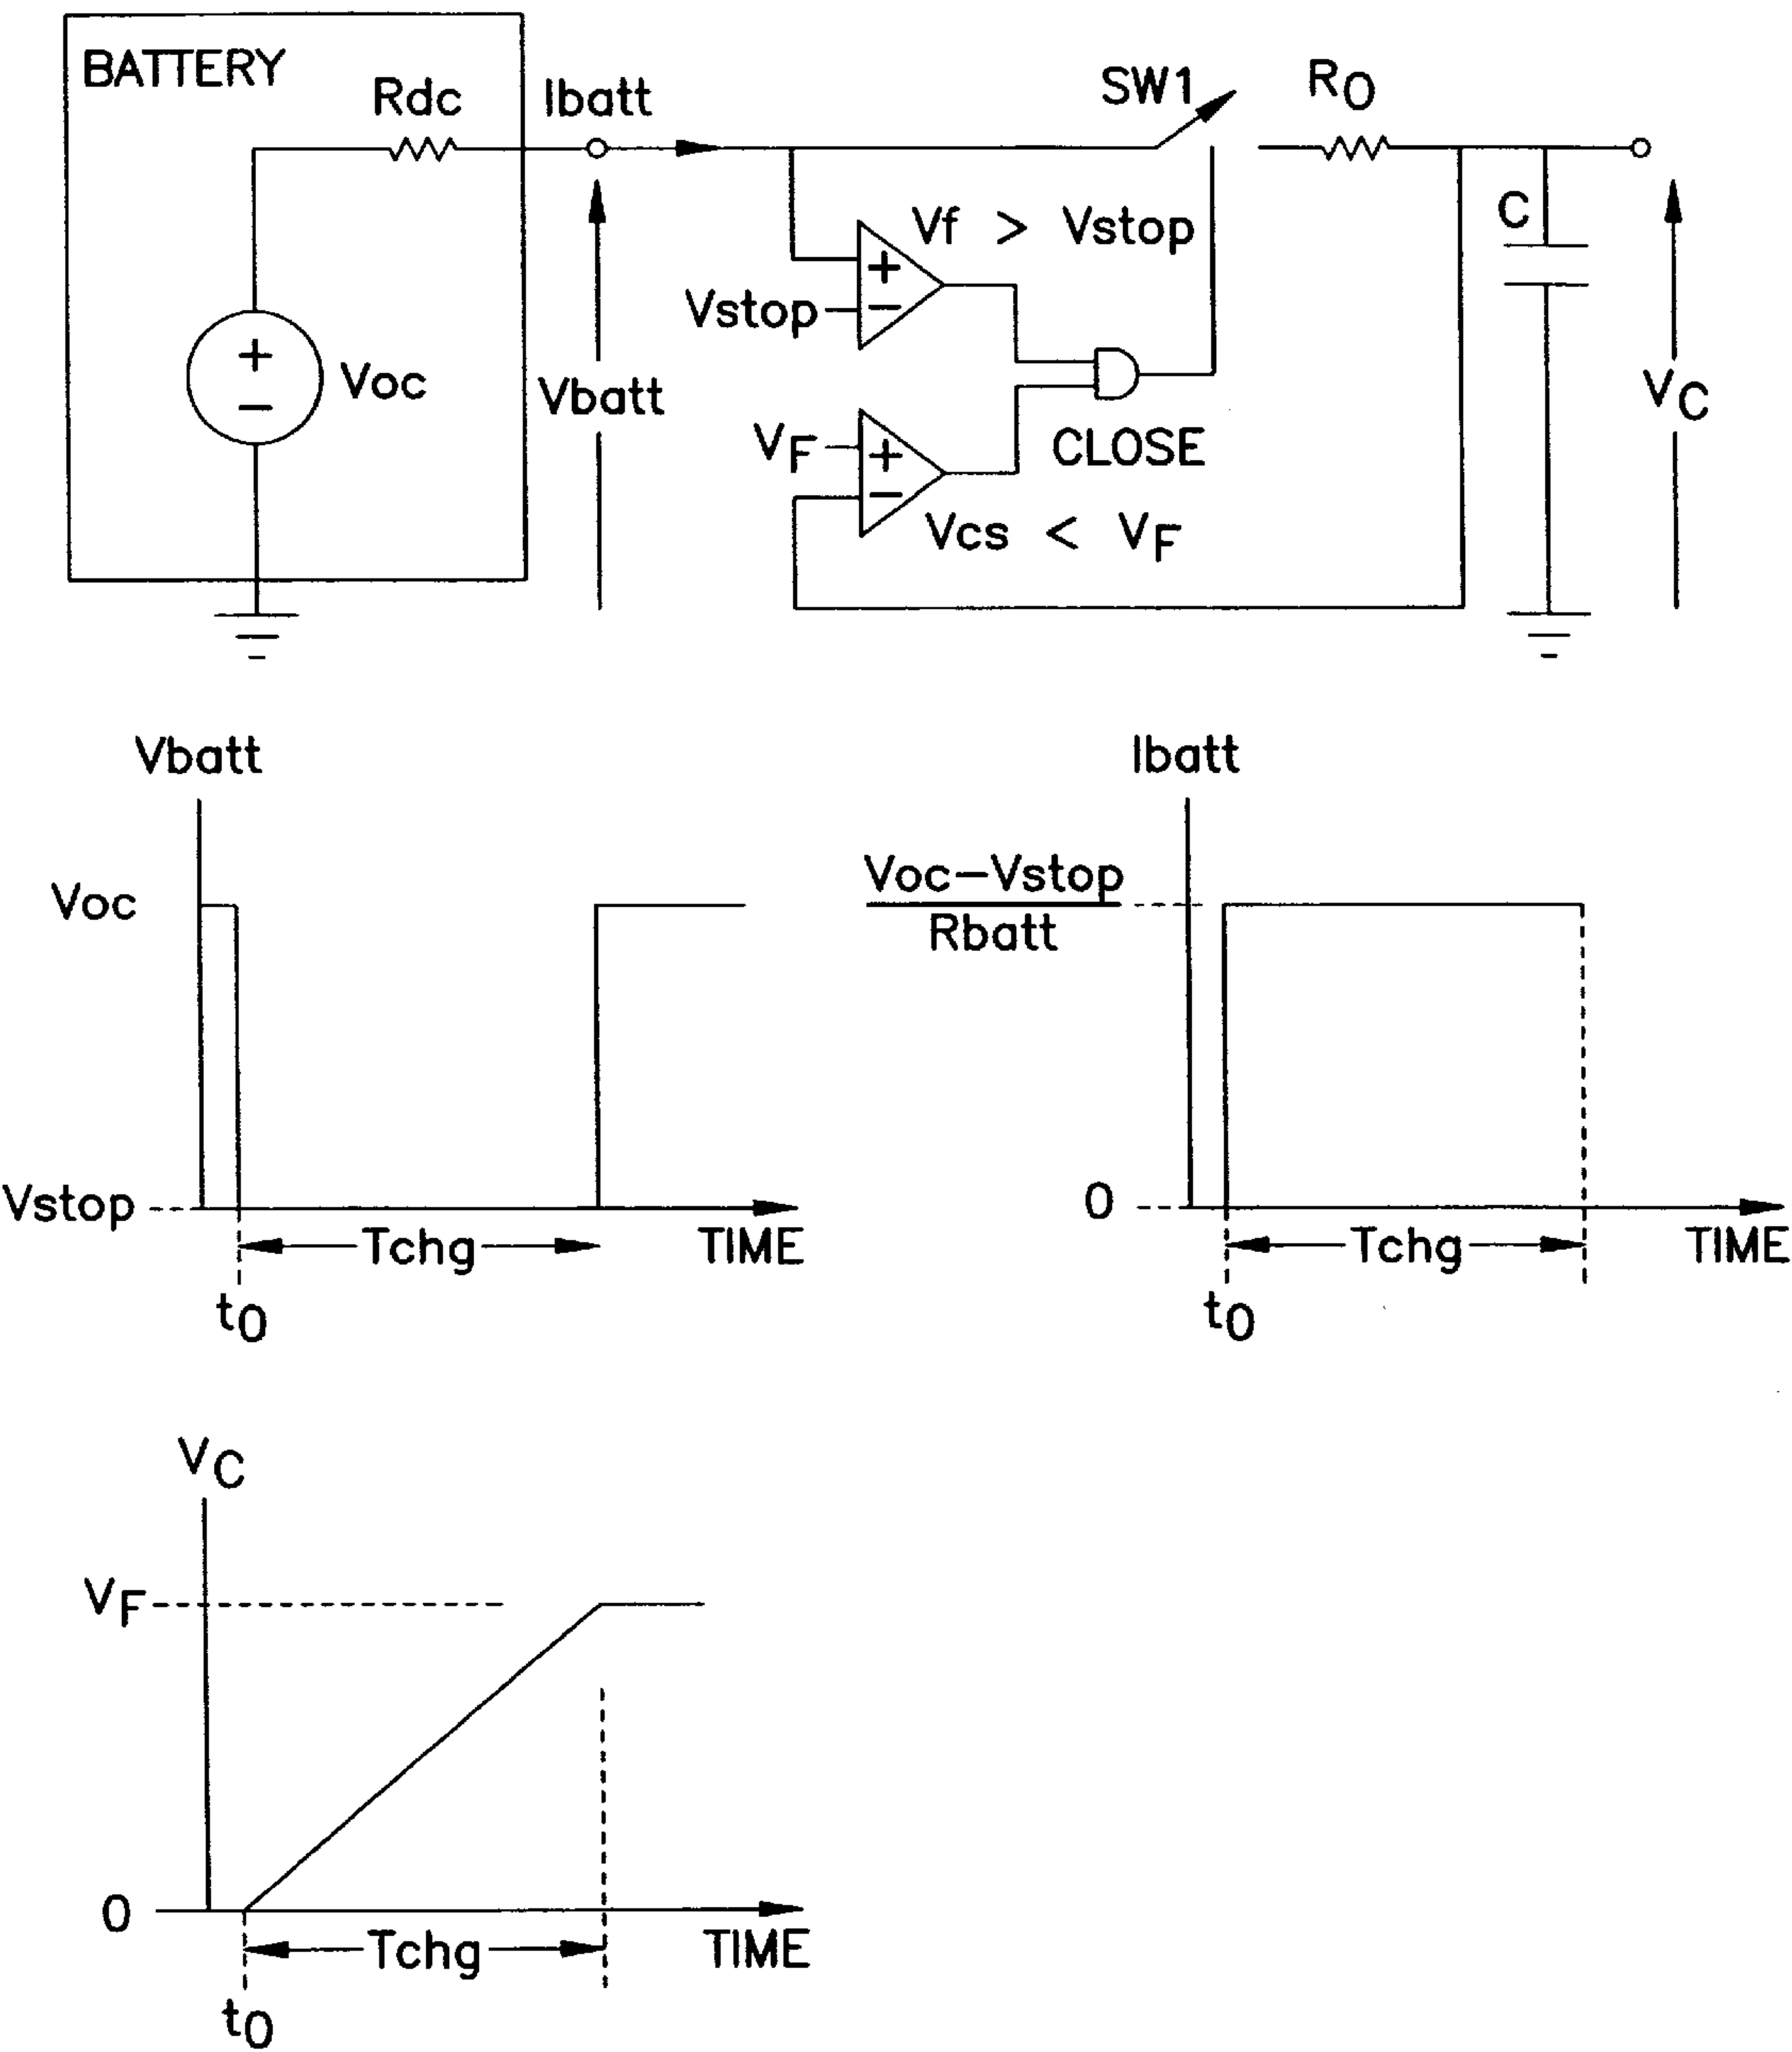 BATTERY
Rdc
Ibatt
SW1
RO
Vf > Vstop
C
+
−
Vstop
+
−
Voc
Vbatt
VC
VF
+
−
CLOSE
Vcs < VF
Vbatt
Ibatt
Voc
Voc−Vstop
Rbatt
Vstop
0
Tchg
TIME
Tchg
TIME
t0
t0
VC
VF
0
Tchg
TIME
t0